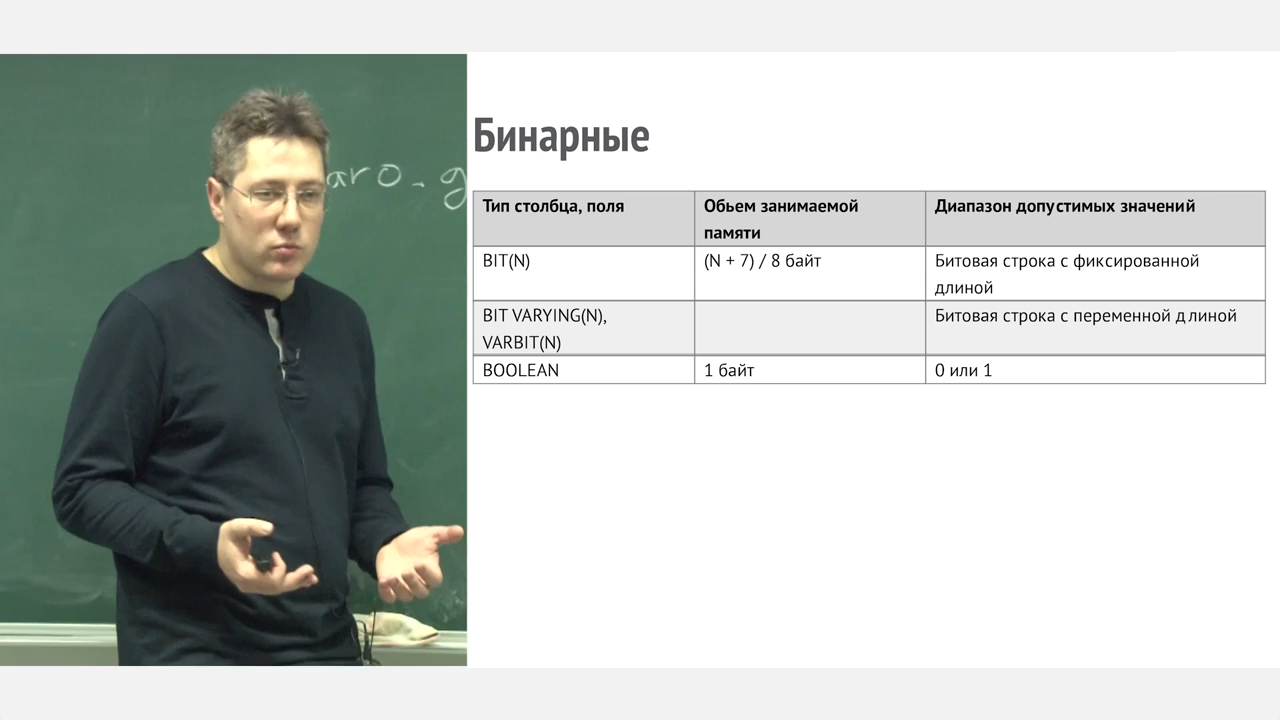 aro.g
Бинарные
Тип столбца, поля
Обьем занимаемой
памяти
Диапазон допустимых значений
BIT(N)
(N + 7) / 8 байт
Битовая строка с фиксированной
длиной
BIT VARYING(N),
VARBIT(N)
Битовая строка с переменной длиной
BOOLEAN
1 байт
0 или 1